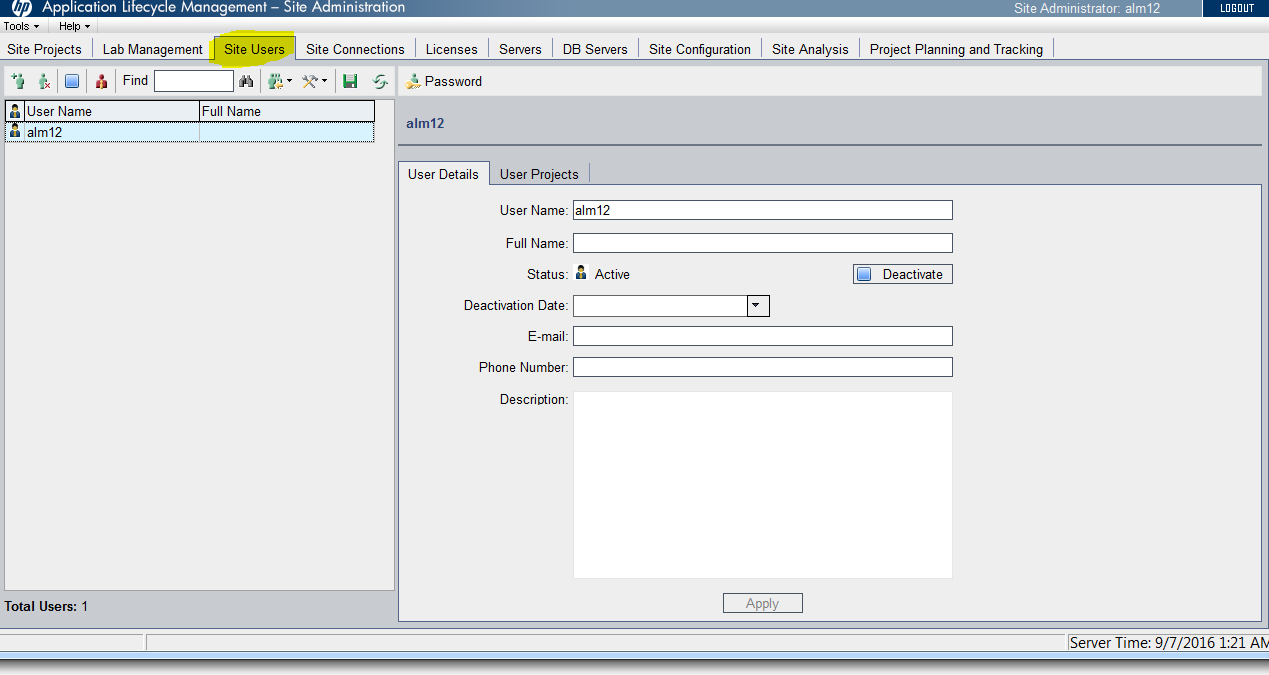 hp Application Lifecycle Management – Site Administration Site Administrator: alm12 LOGOUT
Tools Help
Site Projects Lab Management Site Users Site Connections Licenses Servers DB Servers Site Configuration Site Analysis Project Planning and Tracking
Find Password
User Name Full Name
alm12
alm12
User Details User Projects
User Name: alm12
Full Name:
Status: Active Deactivate
Deactivation Date:
E-mail:
Phone Number:
Description:
Apply
Total Users: 1
Server Time: 9/7/2016 1:21 AM